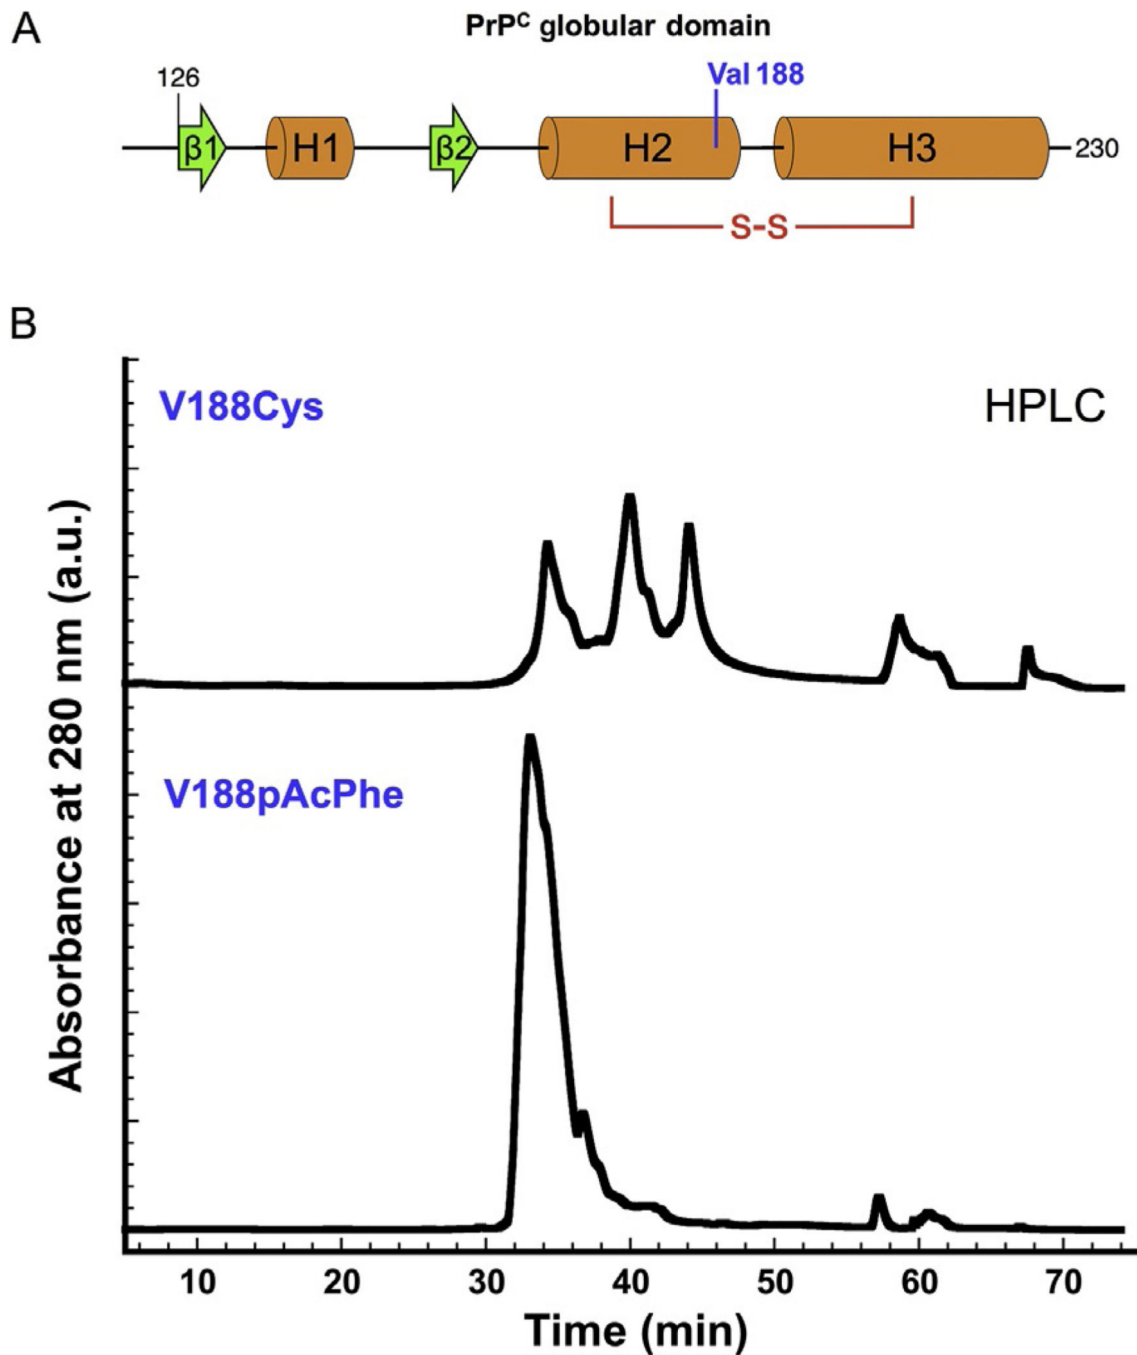 A
PrPC globular domain
126
Val 188
β1
H1
β2
H2
H3
230
S-S
B
V188Cys
HPLC
V188pAcPhe
Absorbance at 280 nm (a.u.)
10 20 30 40 50 60 70
Time (min)